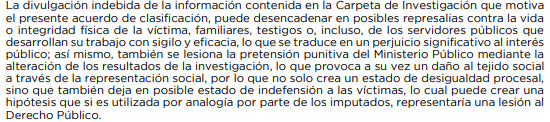 La divulgación indebida de la información contenida en la Carpeta de Investigación que motiva
el presente acuerdo de clasificación, puede desencadenar en posibles represalias contra la vida
o integridad física de la víctima, familiares, testigos o, incluso, de los servidores públicos que
desarrollan su trabajo con sigilo y eficacia, lo que se traduce en un perjuicio significativo al interés
público; así mismo, también se lesiona la pretensión punitiva del Ministerio Público mediante la
alteración de los resultados de la investigación, lo que provoca a su vez un daño al tejido social
a través de la representación social, por lo que no solo crea un estado de desigualdad procesal,
sino que también deja en posible estado de indefensión a las víctimas, lo cual puede crear una
hipótesis que si es utilizada por analogía por parte de los imputados, representaría una lesión al
Derecho Público.